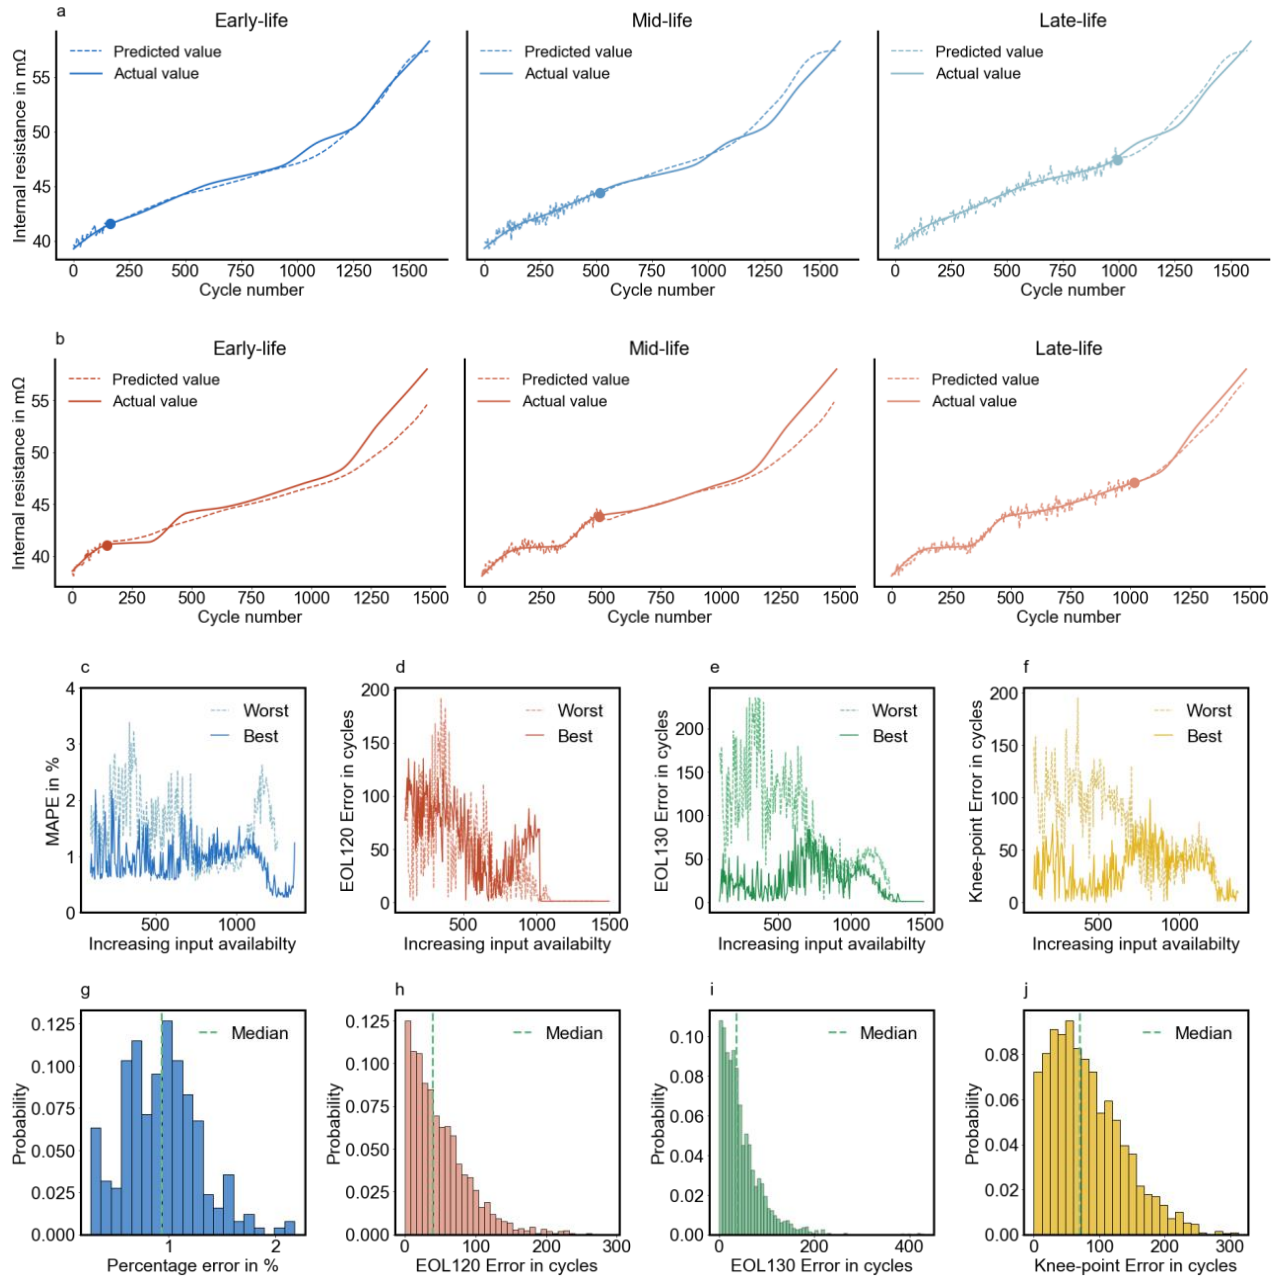 a
Early-life
Mid-life
Late-life
Predicted value
Actual value
Predicted value
Actual value
Predicted value
Actual value
Internal resistance in mΩ
55
50
45
40
0 250 500 750 1000 1250 1500
0 250 500 750 1000 1250 1500
0 250 500 750 1000 1250 1500
Cycle number
Cycle number
Cycle number
b
Early-life
Mid-life
Late-life
Predicted value
Actual value
Predicted value
Actual value
Predicted value
Actual value
Internal resistance in mΩ
55
50
45
40
0 250 500 750 1000 1250 1500
0 250 500 750 1000 1250 1500
0 250 500 750 1000 1250 1500
Cycle number
Cycle number
Cycle number
c
Worst
Best
MAPE in %
4
3
2
1
0
500 1000
Increasing input availabilty
d
Worst
Best
EOL120 Error in cycles
200
150
100
50
0
500 1000 1500
Increasing input availabilty
e
Worst
Best
EOL130 Error in cycles
200
150
100
50
0
500 1000 1500
Increasing input availabilty
f
Worst
Best
Knee-point Error in cycles
200
150
100
50
0
500 1000
Increasing input availabilty
g
Median
Probability
0.125
0.100
0.075
0.050
0.025
0.000
1 2
Percentage error in %
h
Median
Probability
0.125
0.100
0.075
0.050
0.025
0.000
0 100 200 300
EOL120 Error in cycles
i
Median
Probability
0.10
0.08
0.06
0.04
0.02
0.00
0 200 400
EOL130 Error in cycles
j
Median
Probability
0.08
0.06
0.04
0.02
0.00
0 100 200 300
Knee-point Error in cycles